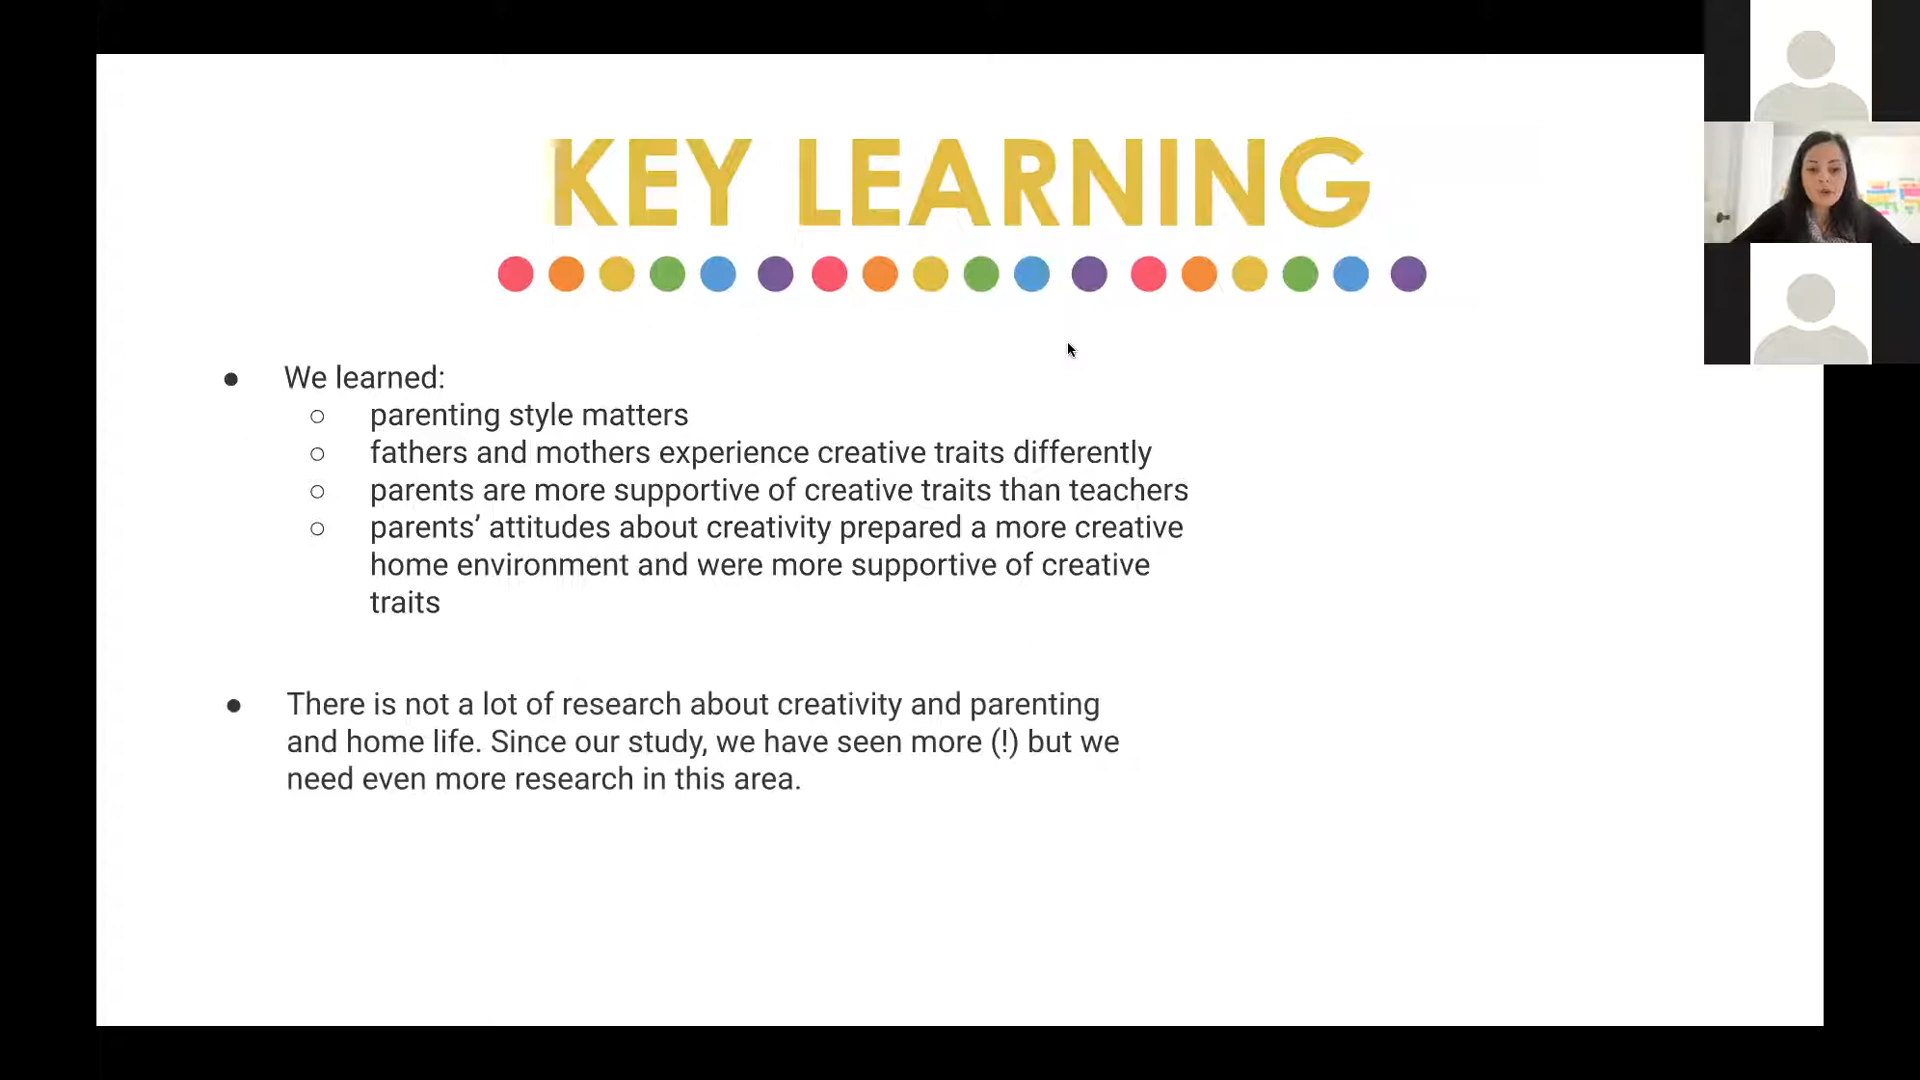 KEY LEARNING
We learned:
parenting style matters
fathers and mothers experience creative traits differently
parents are more supportive of creative traits than teachers
parents’ attitudes about creativity prepared a more creative
home environment and were more supportive of creative
traits
There is not a lot of research about creativity and parenting
and home life. Since our study, we have seen more (!) but we
need even more research in this area.